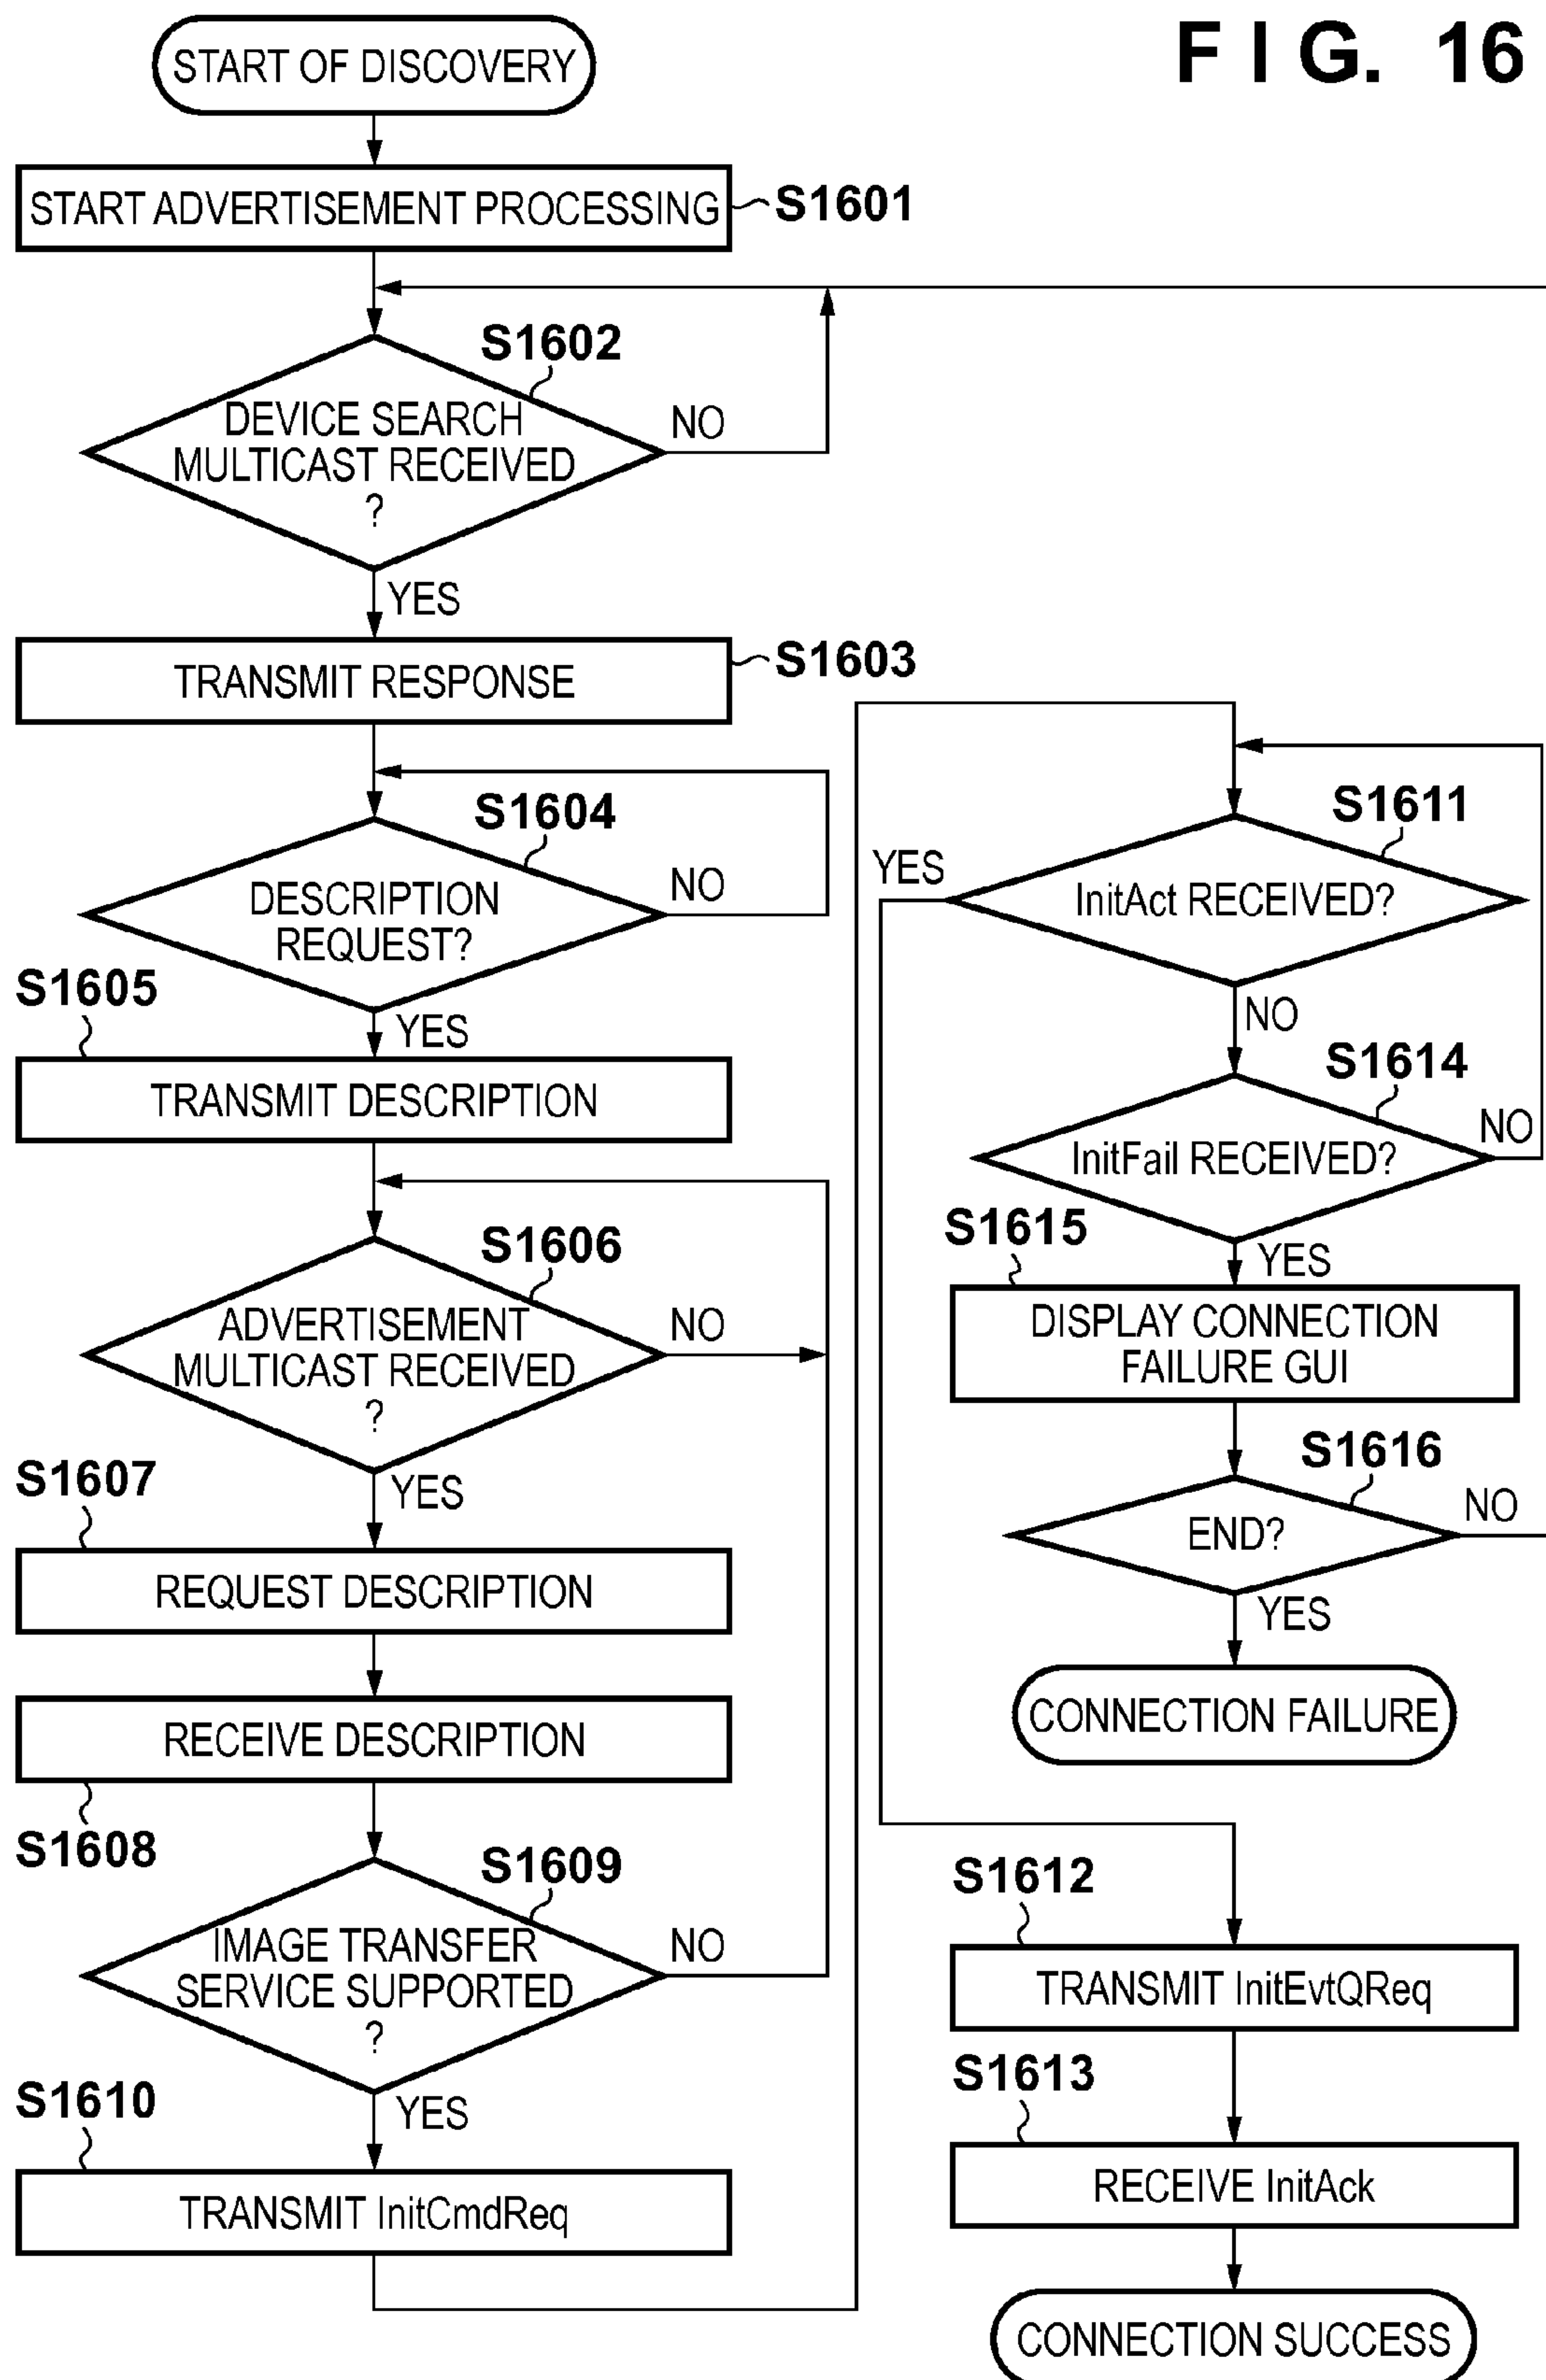 F I G. 16
START OF DISCOVERY
START ADVERTISEMENT PROCESSING
S1601
S1602
DEVICE SEARCH
MULTICAST RECEIVED
?
NO
YES
TRANSMIT RESPONSE
S1603
S1604
DESCRIPTION
REQUEST?
NO
YES
S1605
TRANSMIT DESCRIPTION
S1606
ADVERTISEMENT
MULTICAST RECEIVED
?
NO
YES
S1607
REQUEST DESCRIPTION
RECEIVE DESCRIPTION
S1608
S1609
IMAGE TRANSFER
SERVICE SUPPORTED
?
NO
YES
S1610
TRANSMIT InitCmdReq
S1611
YES
InitAct RECEIVED?
NO
S1614
InitFail RECEIVED?
NO
YES
S1615
DISPLAY CONNECTION
FAILURE GUI
S1616
END?
NO
YES
CONNECTION FAILURE
S1612
TRANSMIT InitEvtQReq
S1613
RECEIVE InitAck
CONNECTION SUCCESS